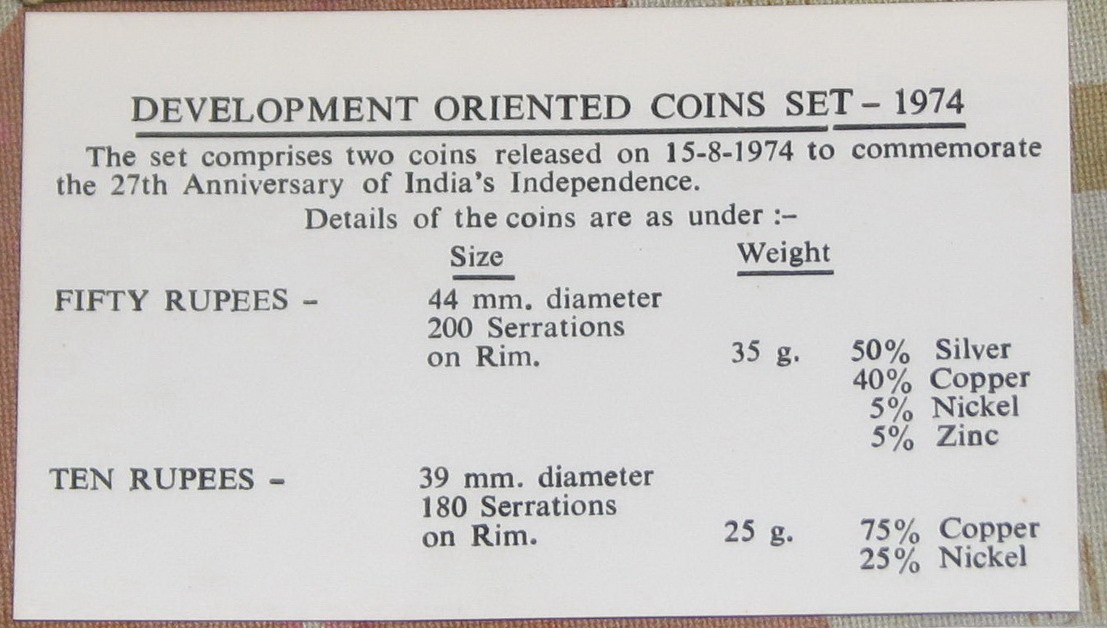 DEVELOPMENT ORIENTED COINS SET – 1974
The set comprises two coins released on 15-8-1974 to commemorate
the 27th Anniversary of India's Independence.
Details of the coins are as under :–
Size Weight
FIFTY RUPEES – 44 mm. diameter
200 Serrations
on Rim. 35 g. 50% Silver
40% Copper
5% Nickel
5% Zinc
TEN RUPEES – 39 mm. diameter
180 Serrations
on Rim. 25 g. 75% Copper
25% Nickel